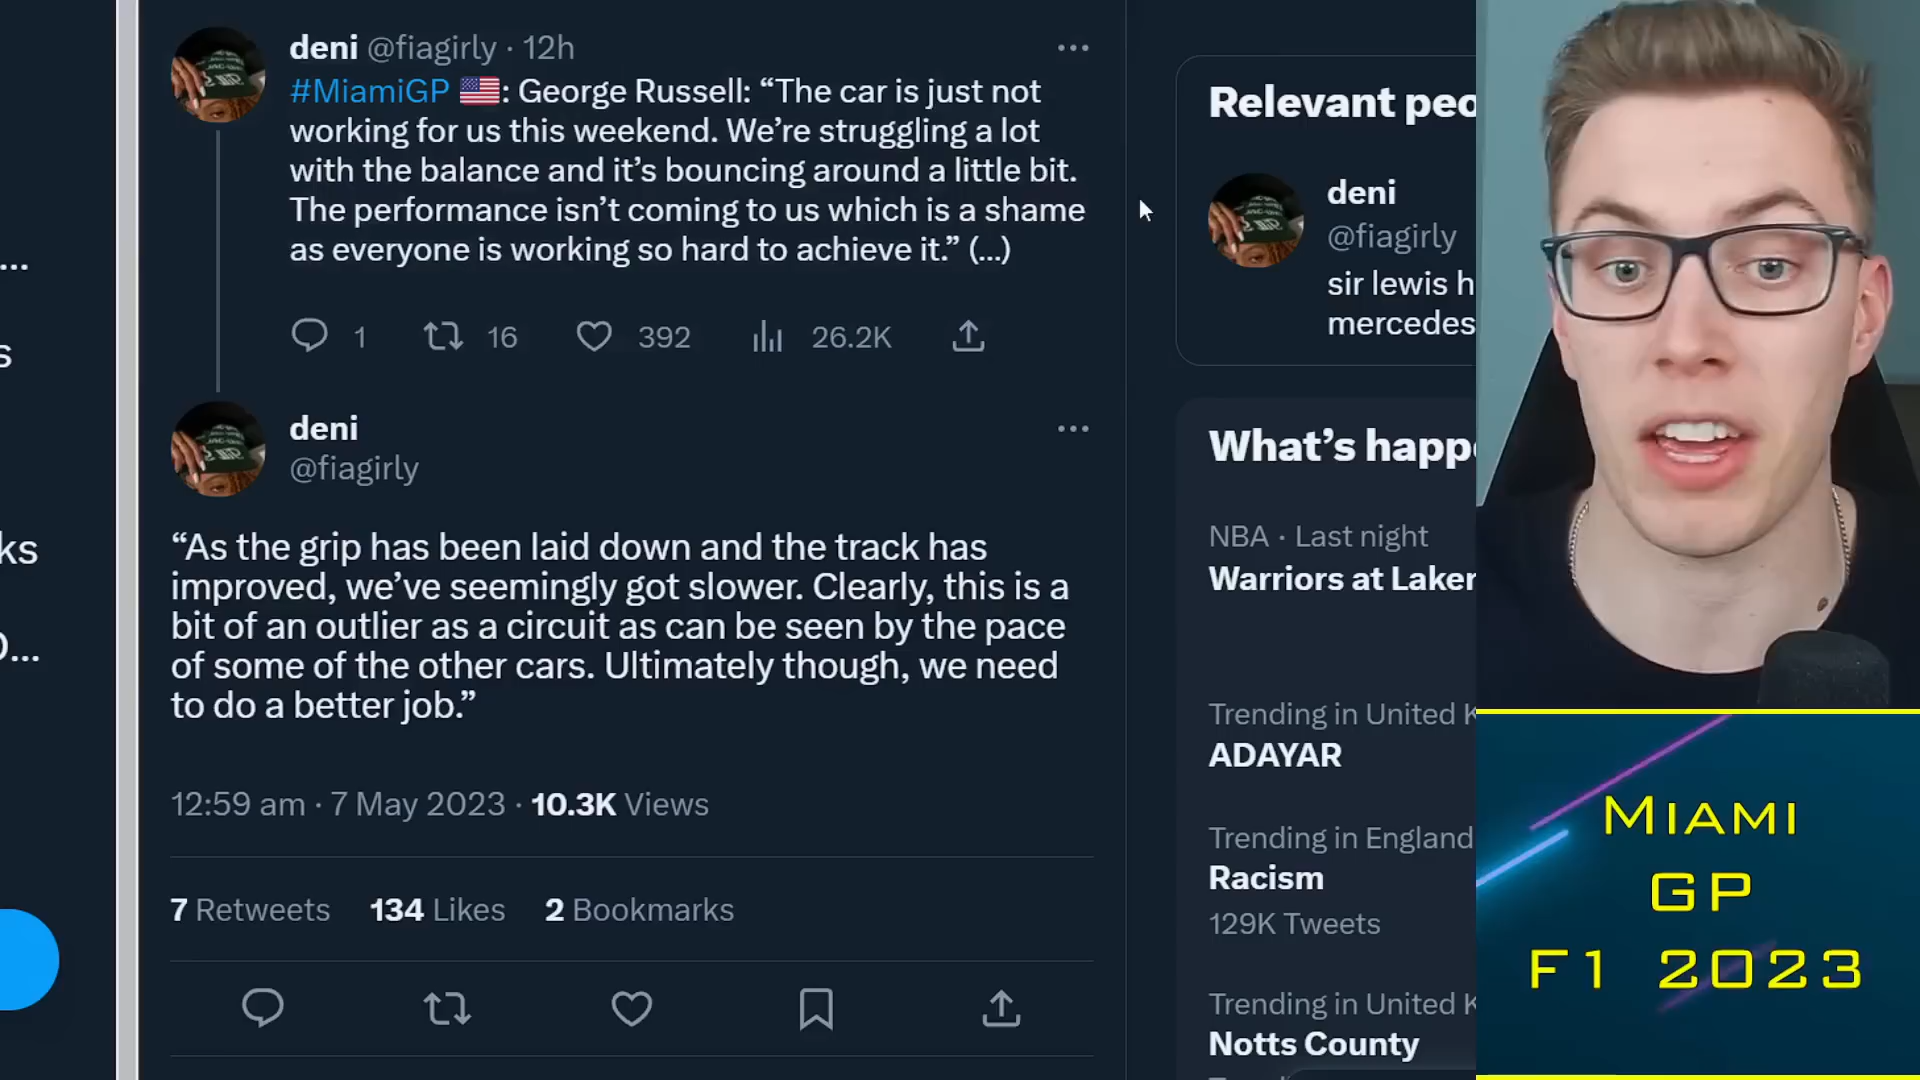 deni @fiagirly · 12h
#MiamiGP 🇺🇸: George Russell: “The car is just not
working for us this weekend. We’re struggling a lot
with the balance and it’s bouncing around a little bit.
The performance isn’t coming to us which is a shame
as everyone is working so hard to achieve it.” (...)
1 16 392 26.2K
deni
@fiagirly
“As the grip has been laid down and the track has
improved, we’ve seemingly got slower. Clearly, this is a
bit of an outlier as a circuit as can be seen by the pace
of some of the other cars. Ultimately though, we need
to do a better job.”
12:59 am · 7 May 2023 · 10.3K Views
7 Retweets 134 Likes 2 Bookmarks
...
s
ks
...
Relevant peo
deni
@fiagirly
sir lewis h
mercedes
What’s happe
NBA · Last night
Warriors at Laker
Trending in United K
ADAYAR
Trending in England
Racism
129K Tweets
Trending in United K
Notts County
MIAMI
GP
F1 2023